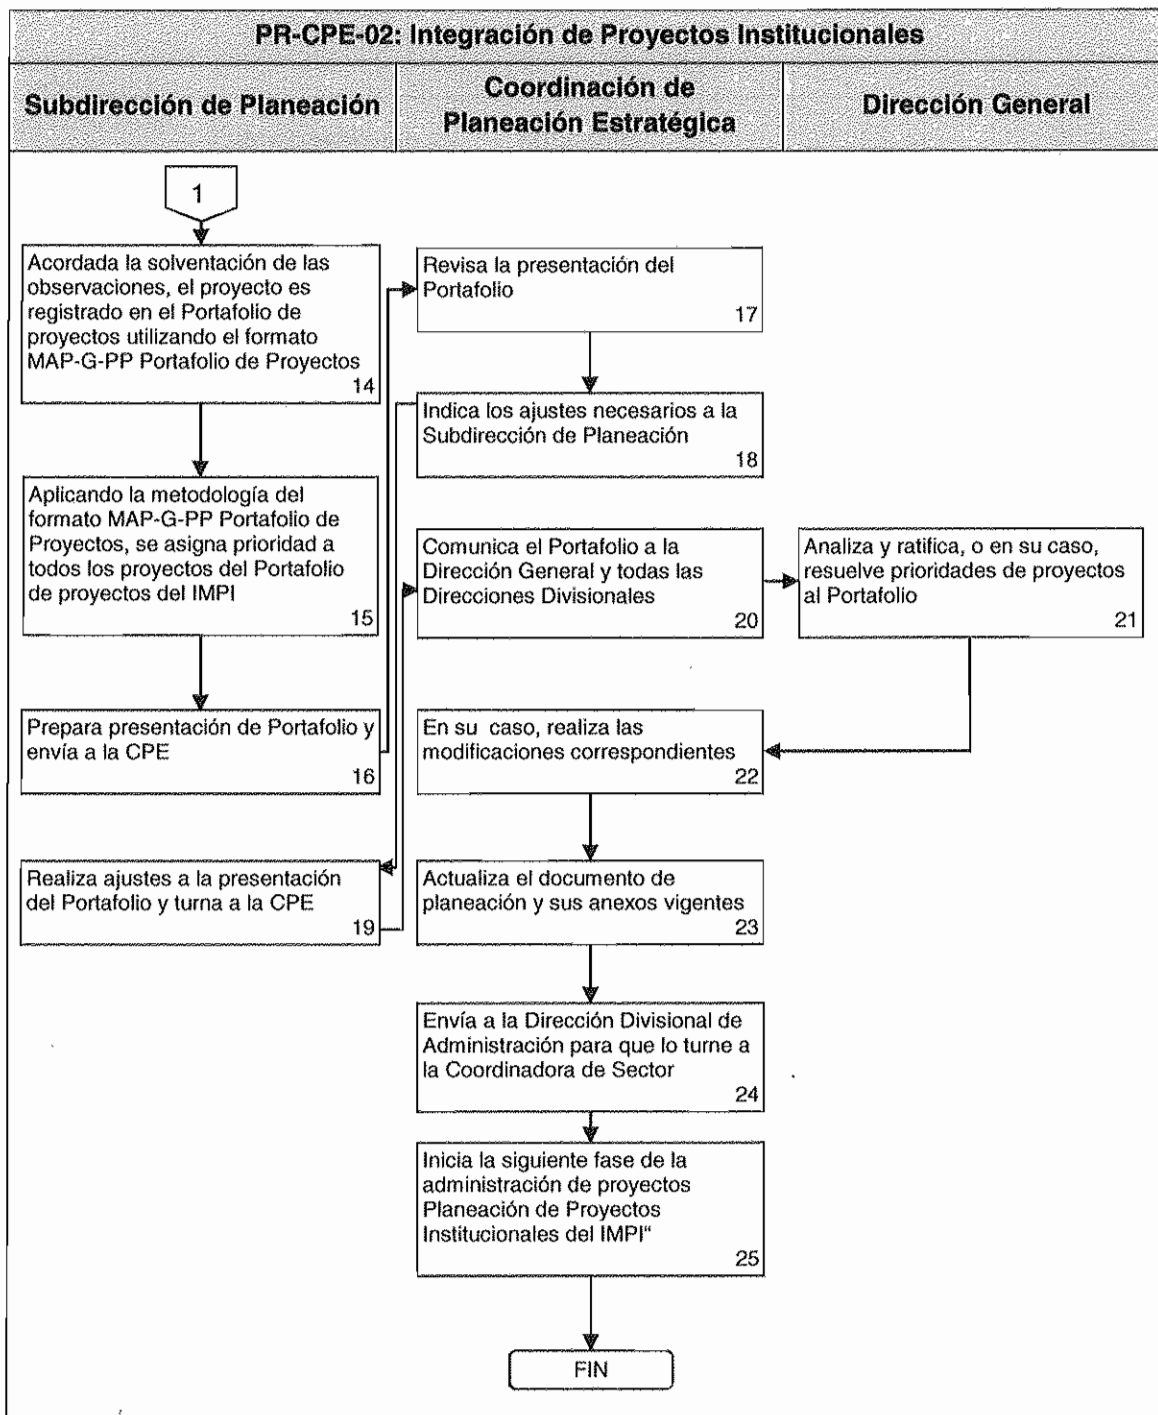 PR-CPE-02: Integración de Proyectos Institucionales
Subdirección de Planeación
Coordinación de
Planeación Estratégica
Dirección General
1
Acordada la solventación de las
observaciones, el proyecto es
registrado en el Portafolio de
proyectos utilizando el formato
MAP-G-PP Portafolio de Proyectos
14
Aplicando la metodología del
formato MAP-G-PP Portafolio de
Proyectos, se asigna prioridad a
todos los proyectos del Portafolio
de proyectos del IMPI
15
Prepara presentación de Portafolio y
envía a la CPE
16
Revisa la presentación del
Portafolio
17
Indica los ajustes necesarios a la
Subdirección de Planeación
18
Realiza ajustes a la presentación
del Portafolio y turna a la CPE
19
Comunica el Portafolio a la
Dirección General y todas las
Direcciones Divisionales
20
Analiza y ratifica, o en su caso,
resuelve prioridades de proyectos
al Portafolio
21
En su caso, realiza las
modificaciones correspondientes
22
Actualiza el documento de
planeación y sus anexos vigentes
23
Envía a la Dirección Divisional de
Administración para que lo turne a
la Coordinadora de Sector
24
Inicia la siguiente fase de la
administración de proyectos
Planeación de Proyectos
Institucionales del IMPI“
25
FIN